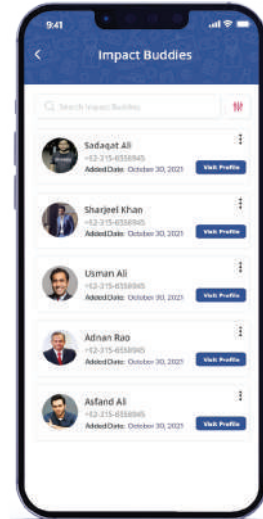 9:41
Impact Buddies
Search Impact Buddies
Sadaqat Ali
+92-315-6558945
Added Date: October 30, 2021
Visit Profile
Sharjeel Khan
+92-315-6558945
Added Date: October 30, 2021
Visit Profile
Usman Ali
+92-315-6558945
Added Date: October 30, 2021
Visit Profile
Adnan Rao
+92-315-6558945
Added Date: October 30, 2021
Visit Profile
Asfand Ali
+92-315-6558945
Added Date: October 30, 2021
Visit Profile